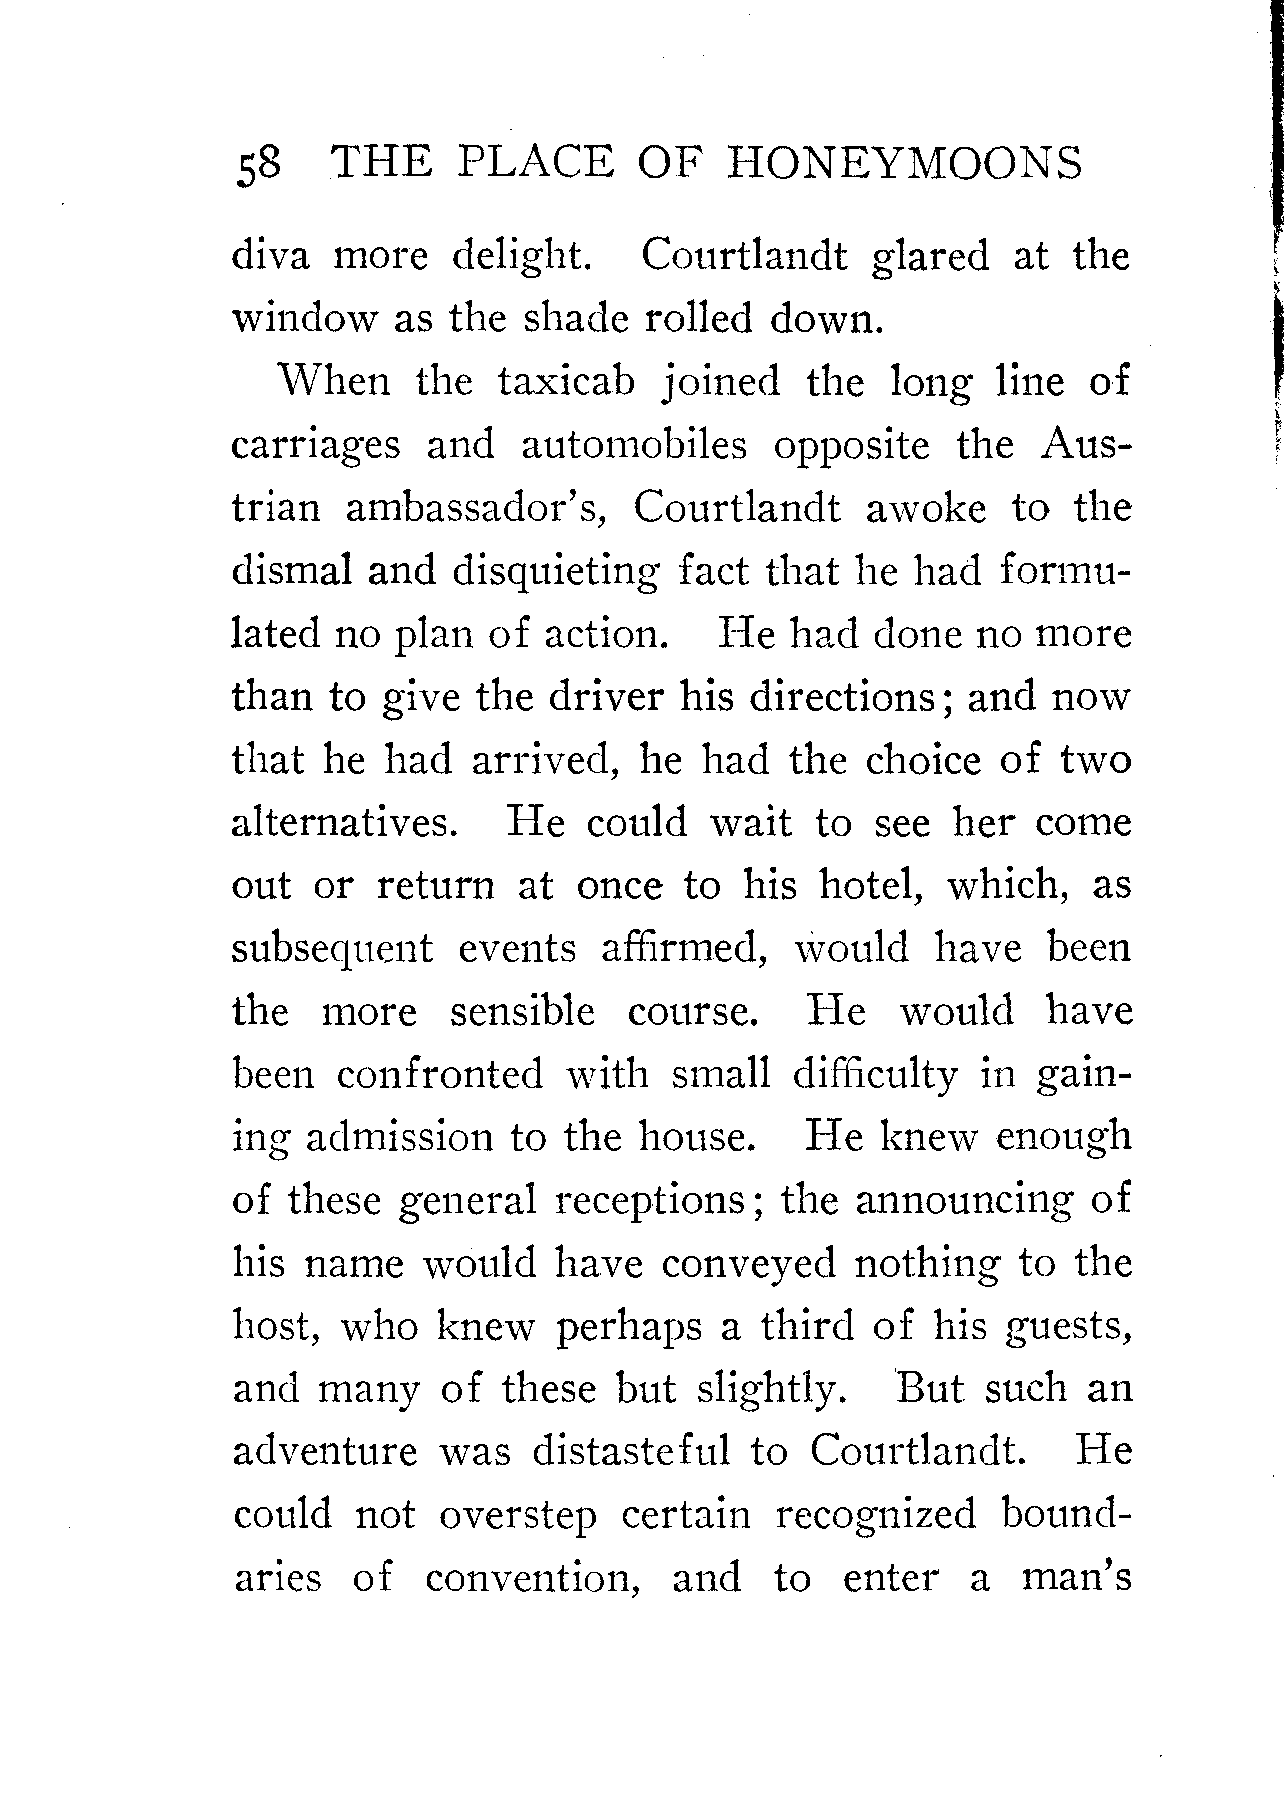 58 THE PLACE OF HONEYMOONS
diva more delight. Courtlandt glared at the
window as the shade rolled down.
When the taxicab joined the long line of
carriages and automobiles opposite the Aus-
trian ambassador's, Courtlandt awoke to the
dismal and disquieting fact that he had formu-
lated no plan of action. He had done no more
than to give the driver his directions; and now
that he had arrived, he had the choice of two
alternatives. He could wait to see her come
out or return at once to his hotel, which, as
subsequent events affirmed, would have been
the more sensible course. He would have
been confronted with small difficulty in gain-
ing admission to the house. He knew enough
of these general receptions; the announcing of
his name would have conveyed nothing to the
host, who knew perhaps a third of his guests,
and many of these but slightly. But such an
adventure was distasteful to Courtlandt. He
could not overstep certain recognized bound-
aries of convention, and to enter a man's